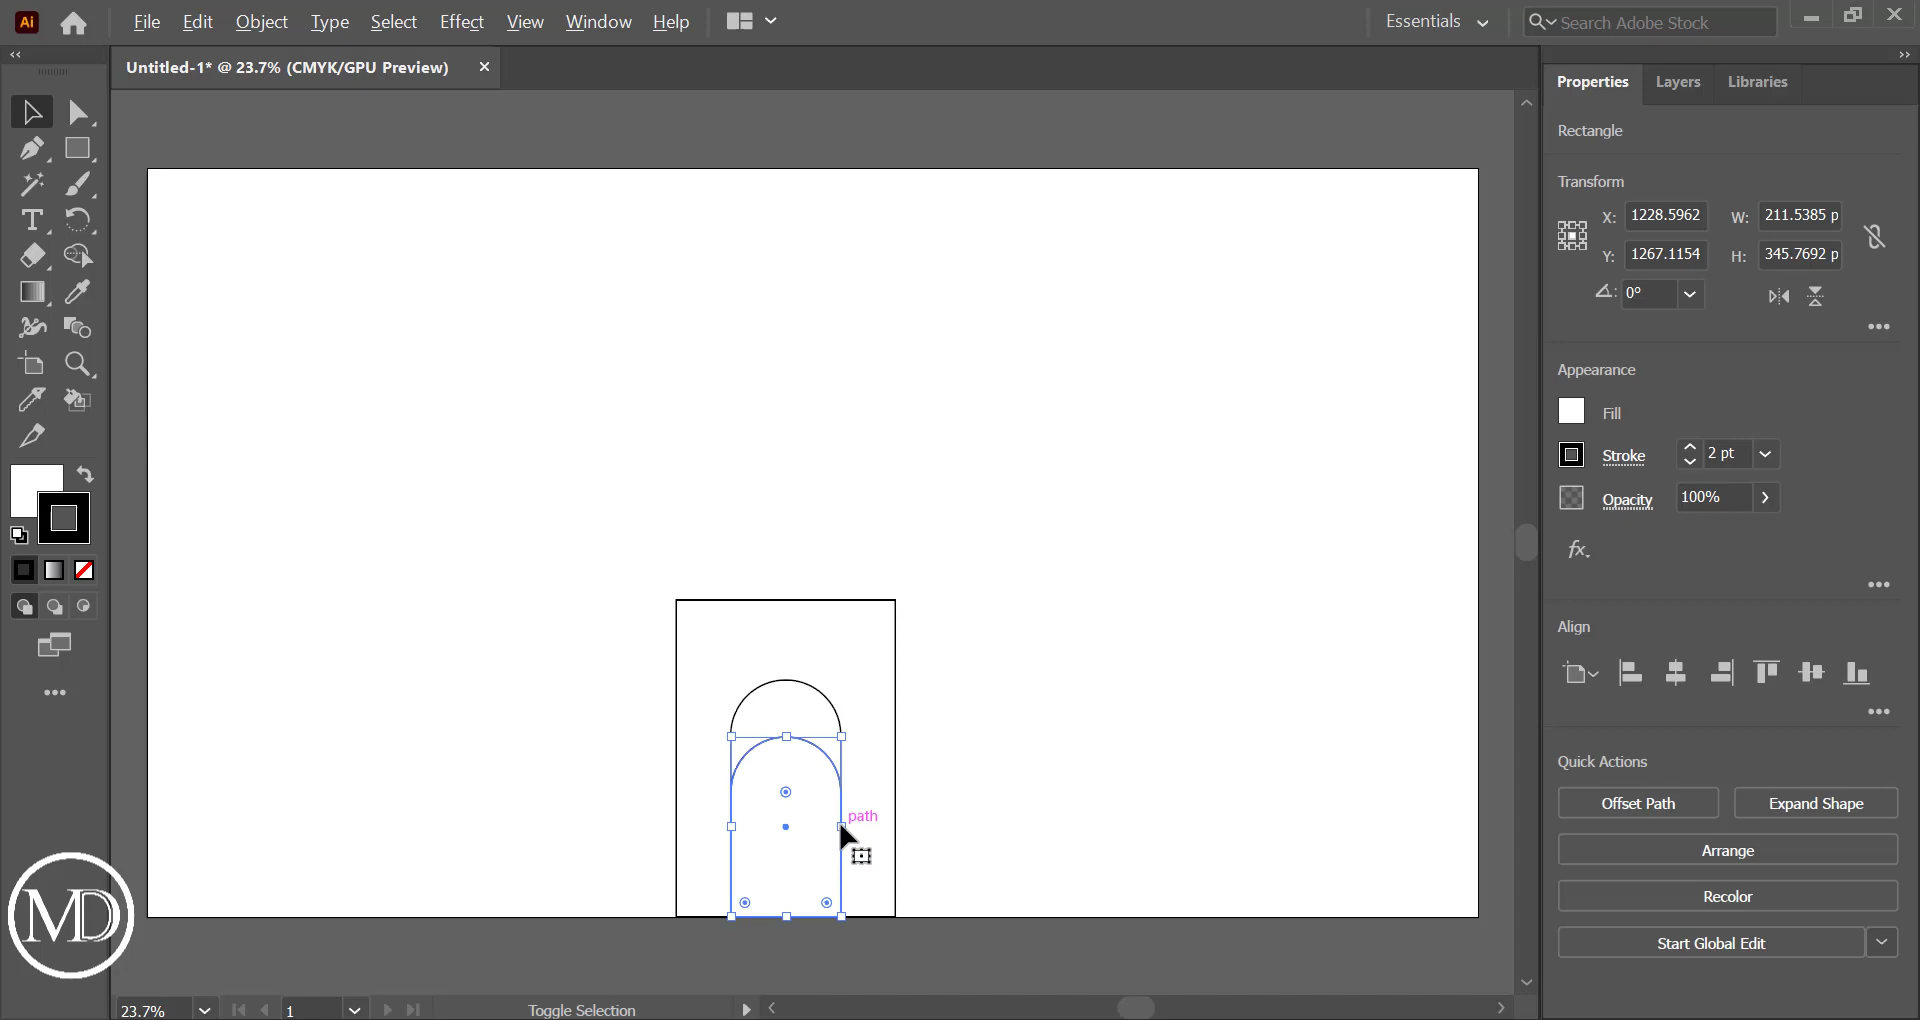 Ai File Edit Object Type Select Effect View Window Help Essentials Search Adobe Stock
Untitled-1* @ 23.7% (CMYK/GPU Preview)
Properties Layers Libraries
Rectangle
Transform
X: 1228.5962 W: 211.5385 p
Y: 1267.1154 H: 345.7692 p
0°
Appearance
Fill
Stroke 2 pt
Opacity 100%
fx.
Align
Quick Actions
Offset Path Expand Shape
Arrange
Recolor
Start Global Edit
path
MD
23.7% 1 Toggle Selection